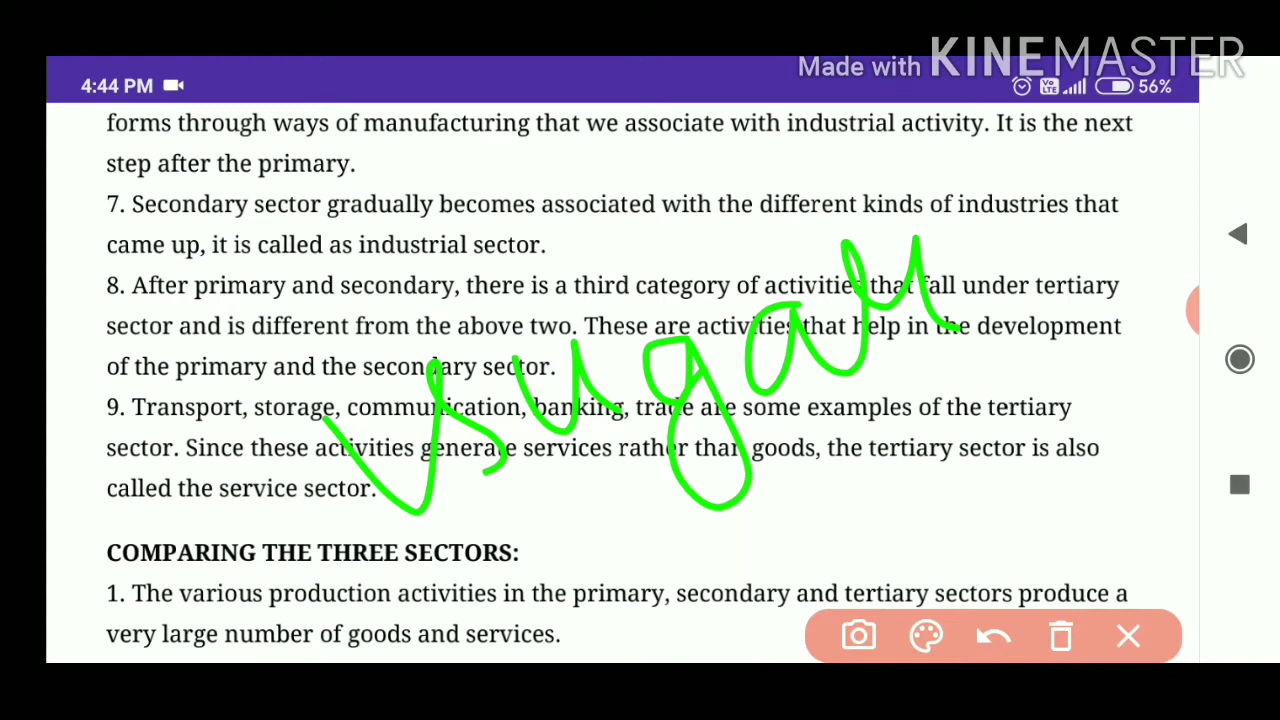 Made with KINEMASTER
4:44 PM
Vo LTE 56%
forms through ways of manufacturing that we associate with industrial activity. It is the next
step after the primary.
7. Secondary sector gradually becomes associated with the different kinds of industries that
came up, it is called as industrial sector.
8. After primary and secondary, there is a third category of activities that fall under tertiary
sector and is different from the above two. These are activities that help in the development
of the primary and the secondary sector.
9. Transport, storage, communication, banking, trade are some examples of the tertiary
sector. Since these activities generate services rather than goods, the tertiary sector is also
called the service sector.
sugar
COMPARING THE THREE SECTORS:
1. The various production activities in the primary, secondary and tertiary sectors produce a
very large number of goods and services.